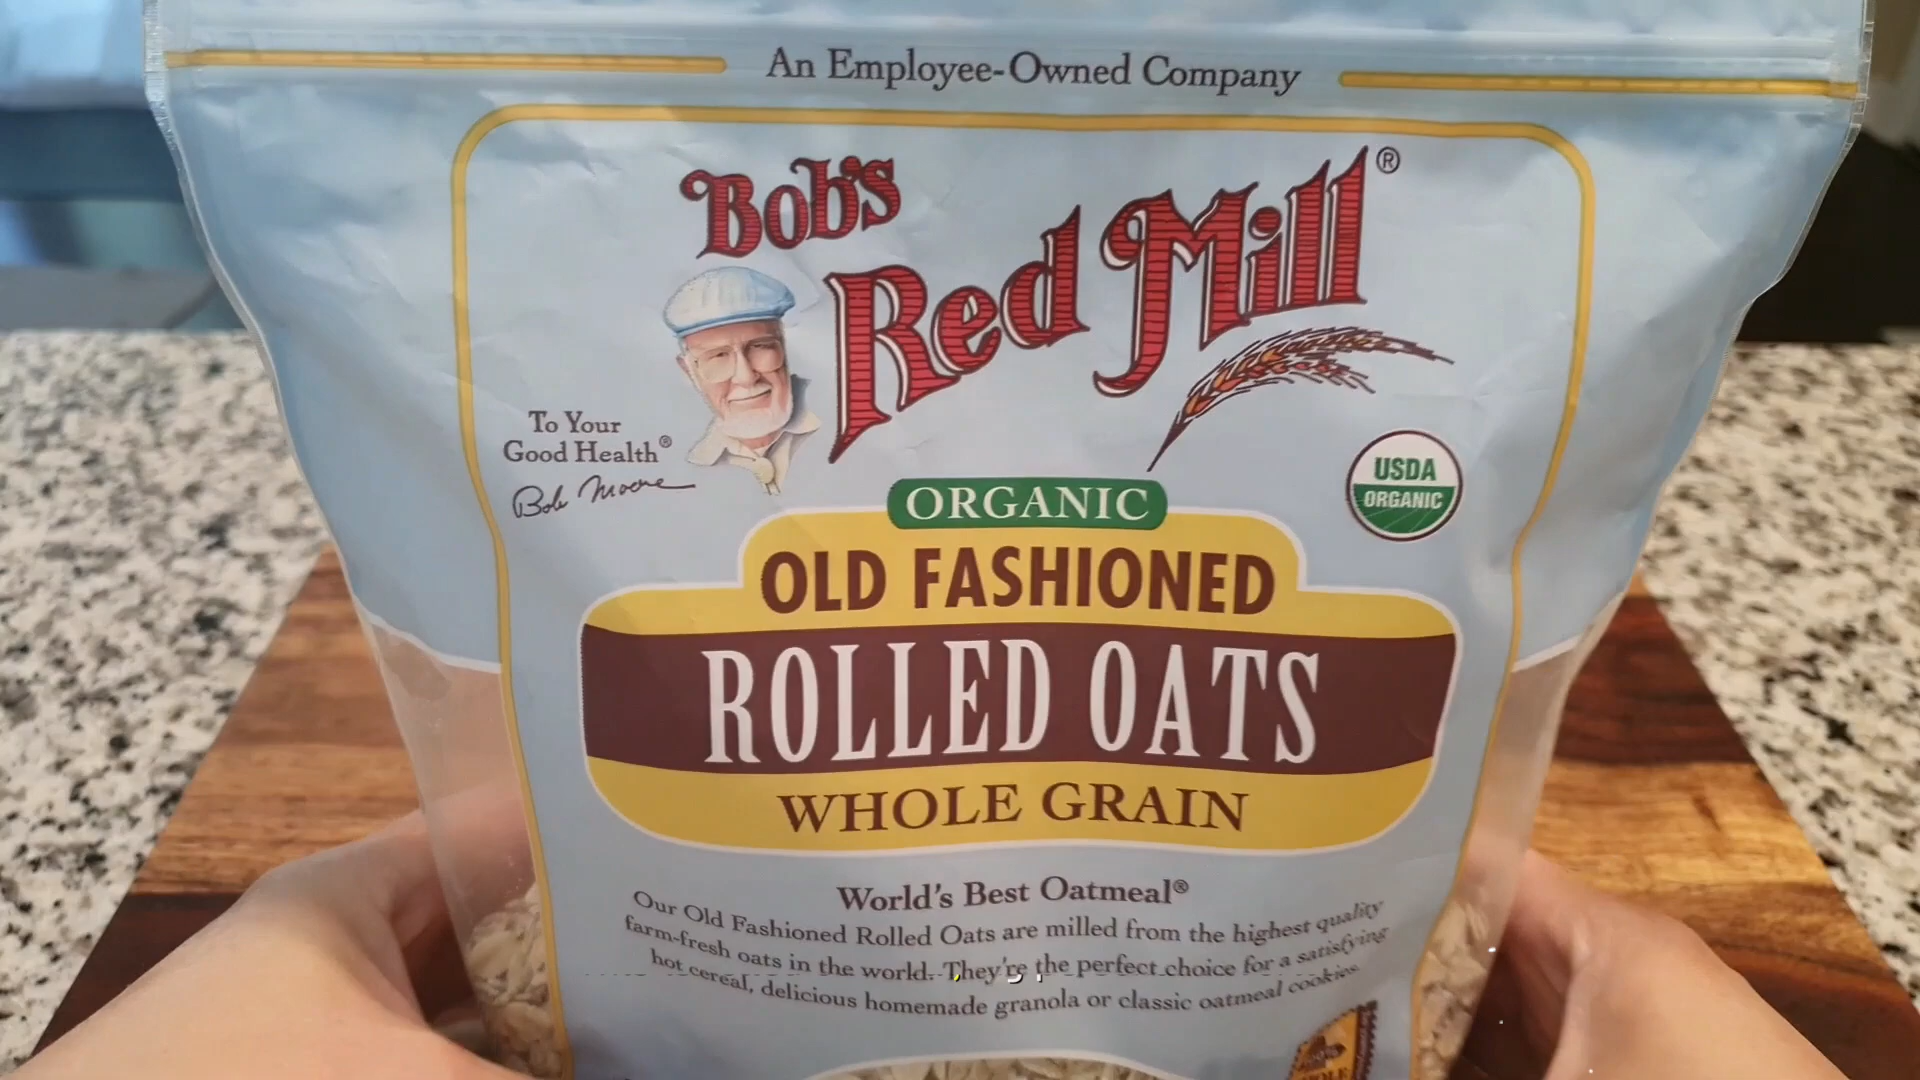 An Employee-Owned Company
Bob's
Red Mill®
To Your
Good Health®
Bob Moore
USDA
ORGANIC
ORGANIC
OLD FASHIONED
ROLLED OATS
WHOLE GRAIN
World's Best Oatmeal®
Our Old Fashioned Rolled Oats are milled from the highest quality
farm-fresh oats in the world. They're the perfect choice for a satisfying
hot cereal, delicious homemade granola or classic oatmeal cookies.